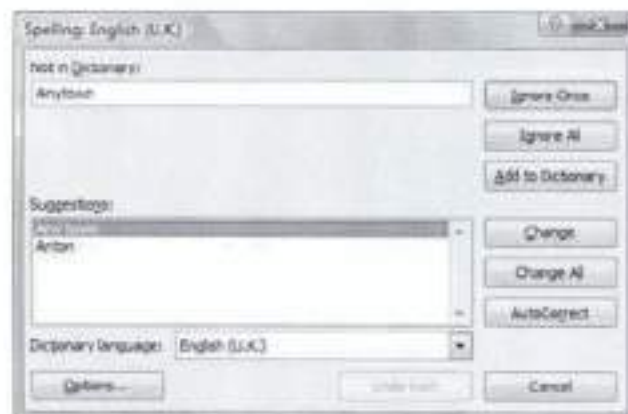 Spelling: English (U.K.)
Not in Dictionary:
Anytown
Ignore Once
Ignore All
Add to Dictionary
Suggestions:
Anton
Change
Change All
AutoCorrect
Dictionary language: English (U.K.)
Options...
Cancel